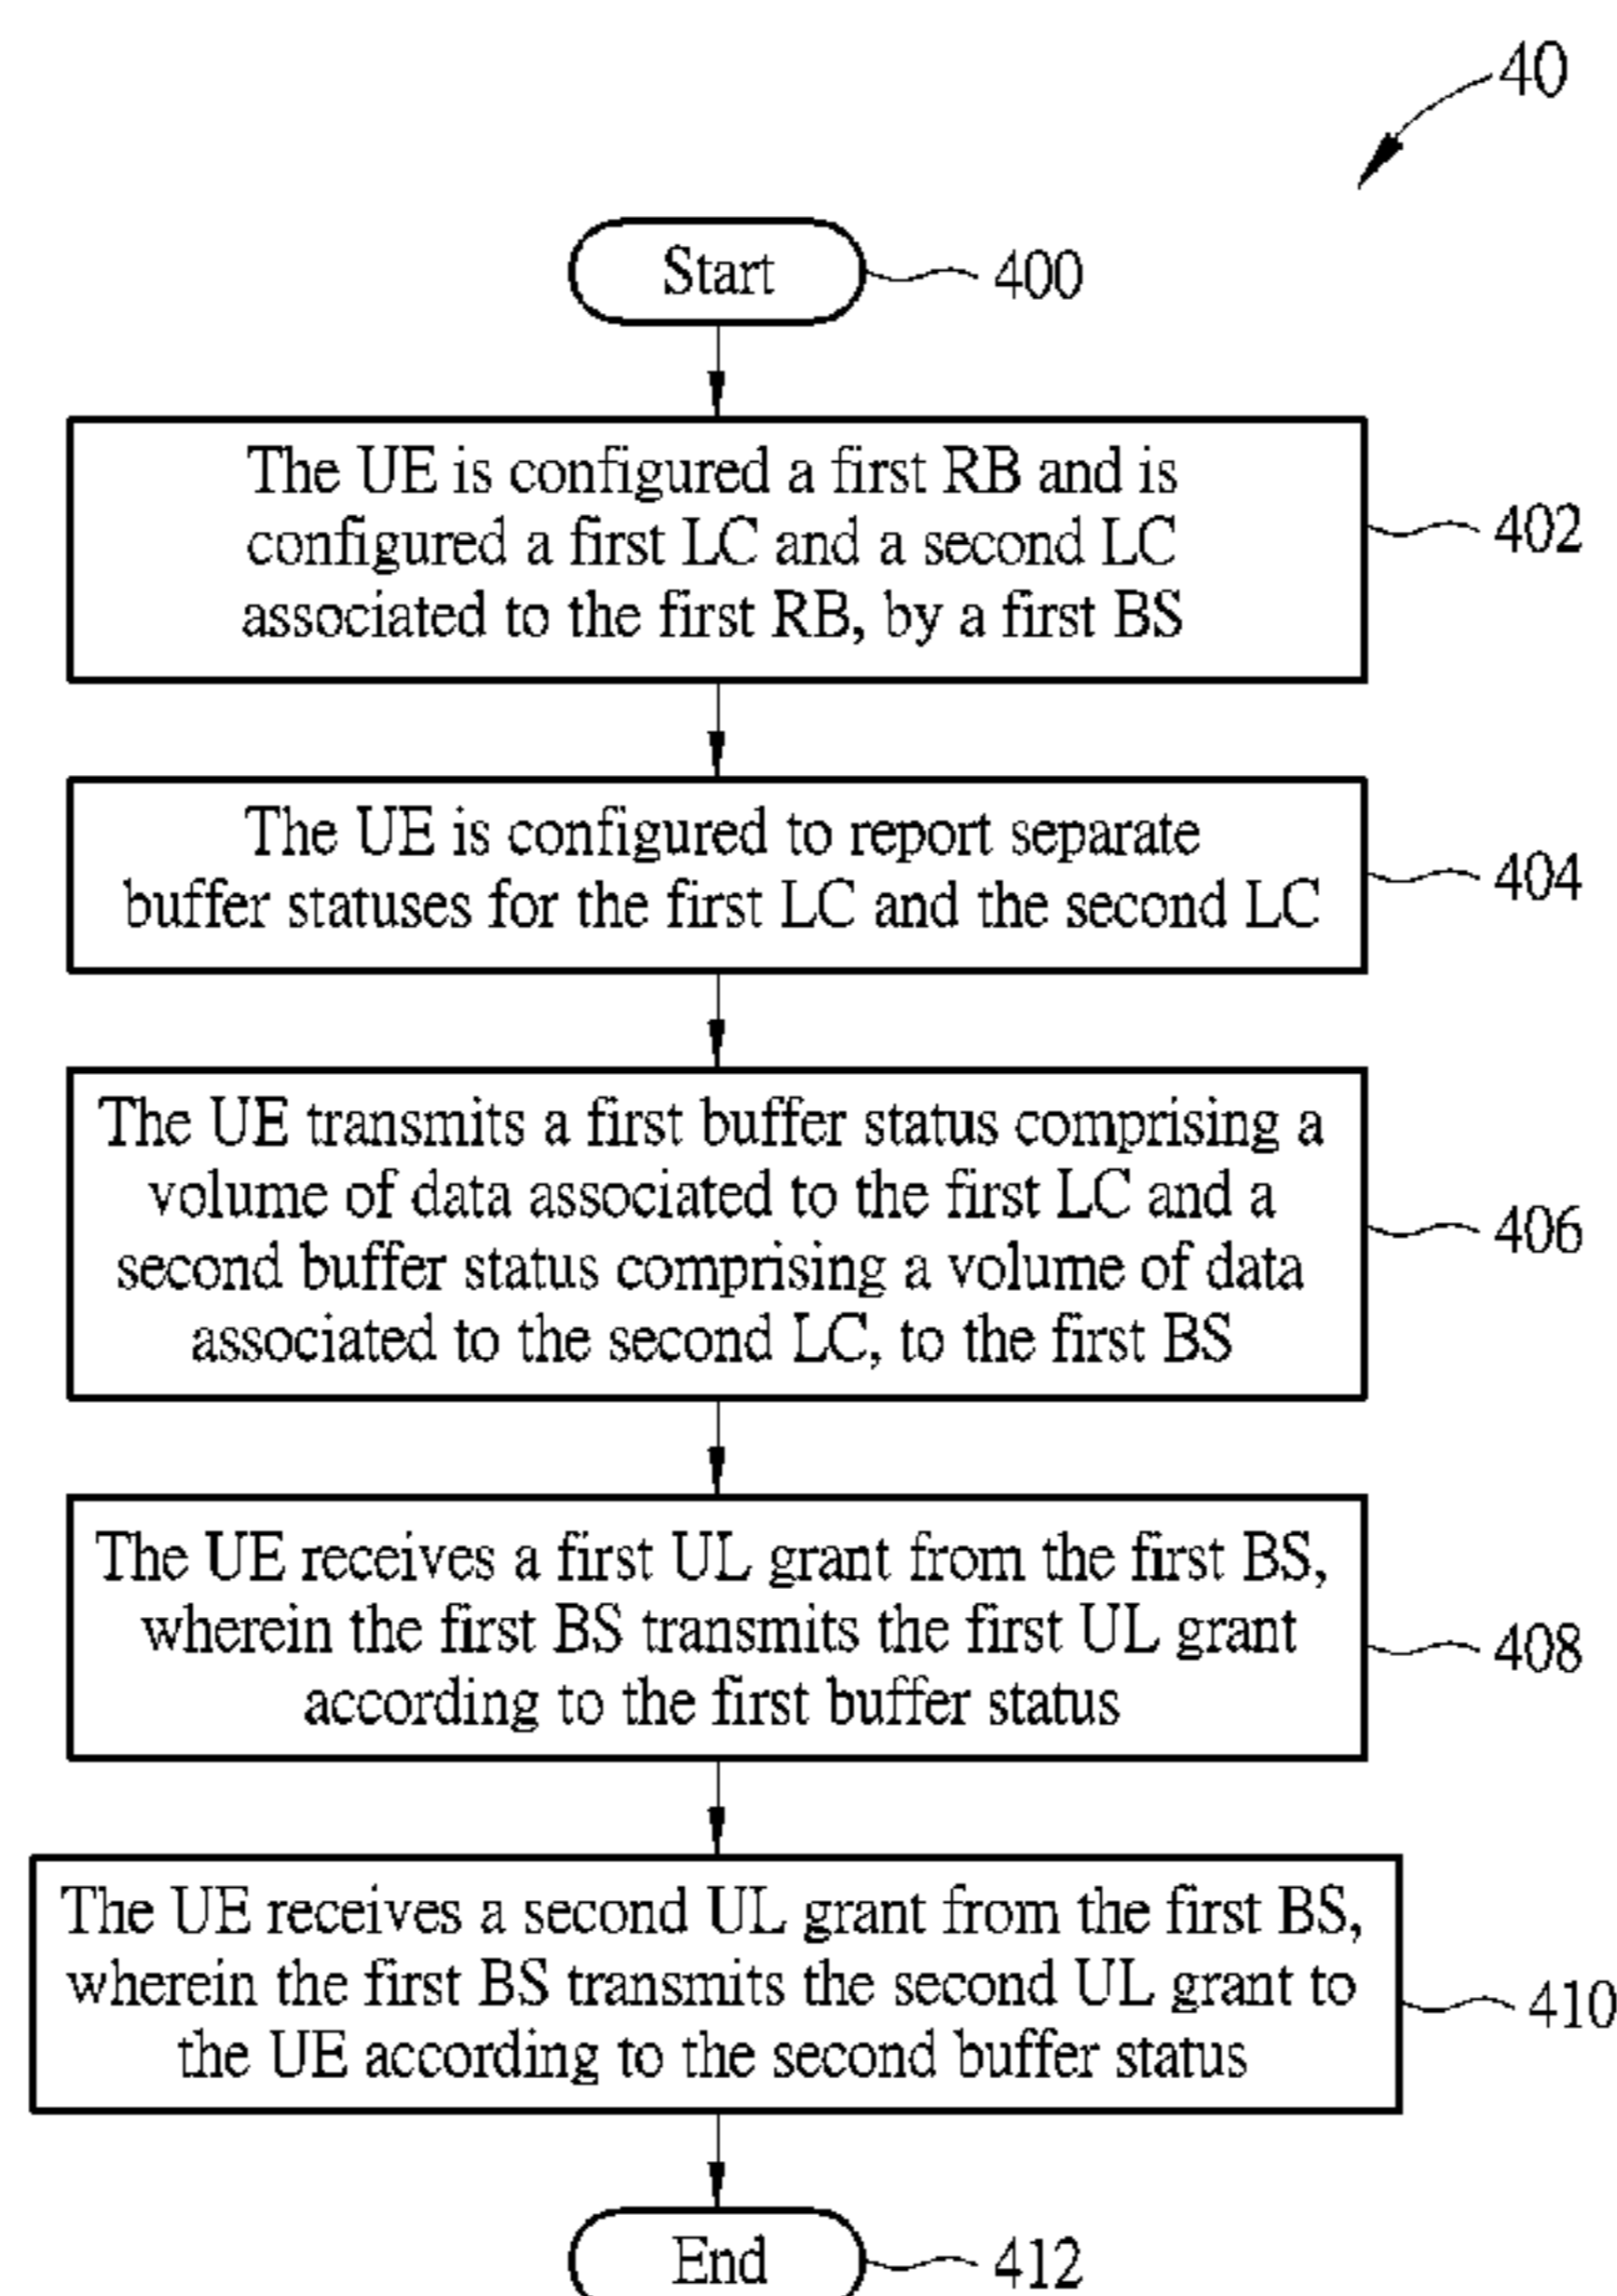 40
Start
400
The UE is configured a first RB and is
configured a first LC and a second LC
associated to the first RB, by a first BS
402
The UE is configured to report separate
buffer statuses for the first LC and the second LC
404
The UE transmits a first buffer status comprising a
volume of data associated to the first LC and a
second buffer status comprising a volume of data
associated to the second LC, to the first BS
406
The UE receives a first UL grant from the first BS,
wherein the first BS transmits the first UL grant
according to the first buffer status
408
The UE receives a second UL grant from the first BS,
wherein the first BS transmits the second UL grant to
the UE according to the second buffer status
410
End
412